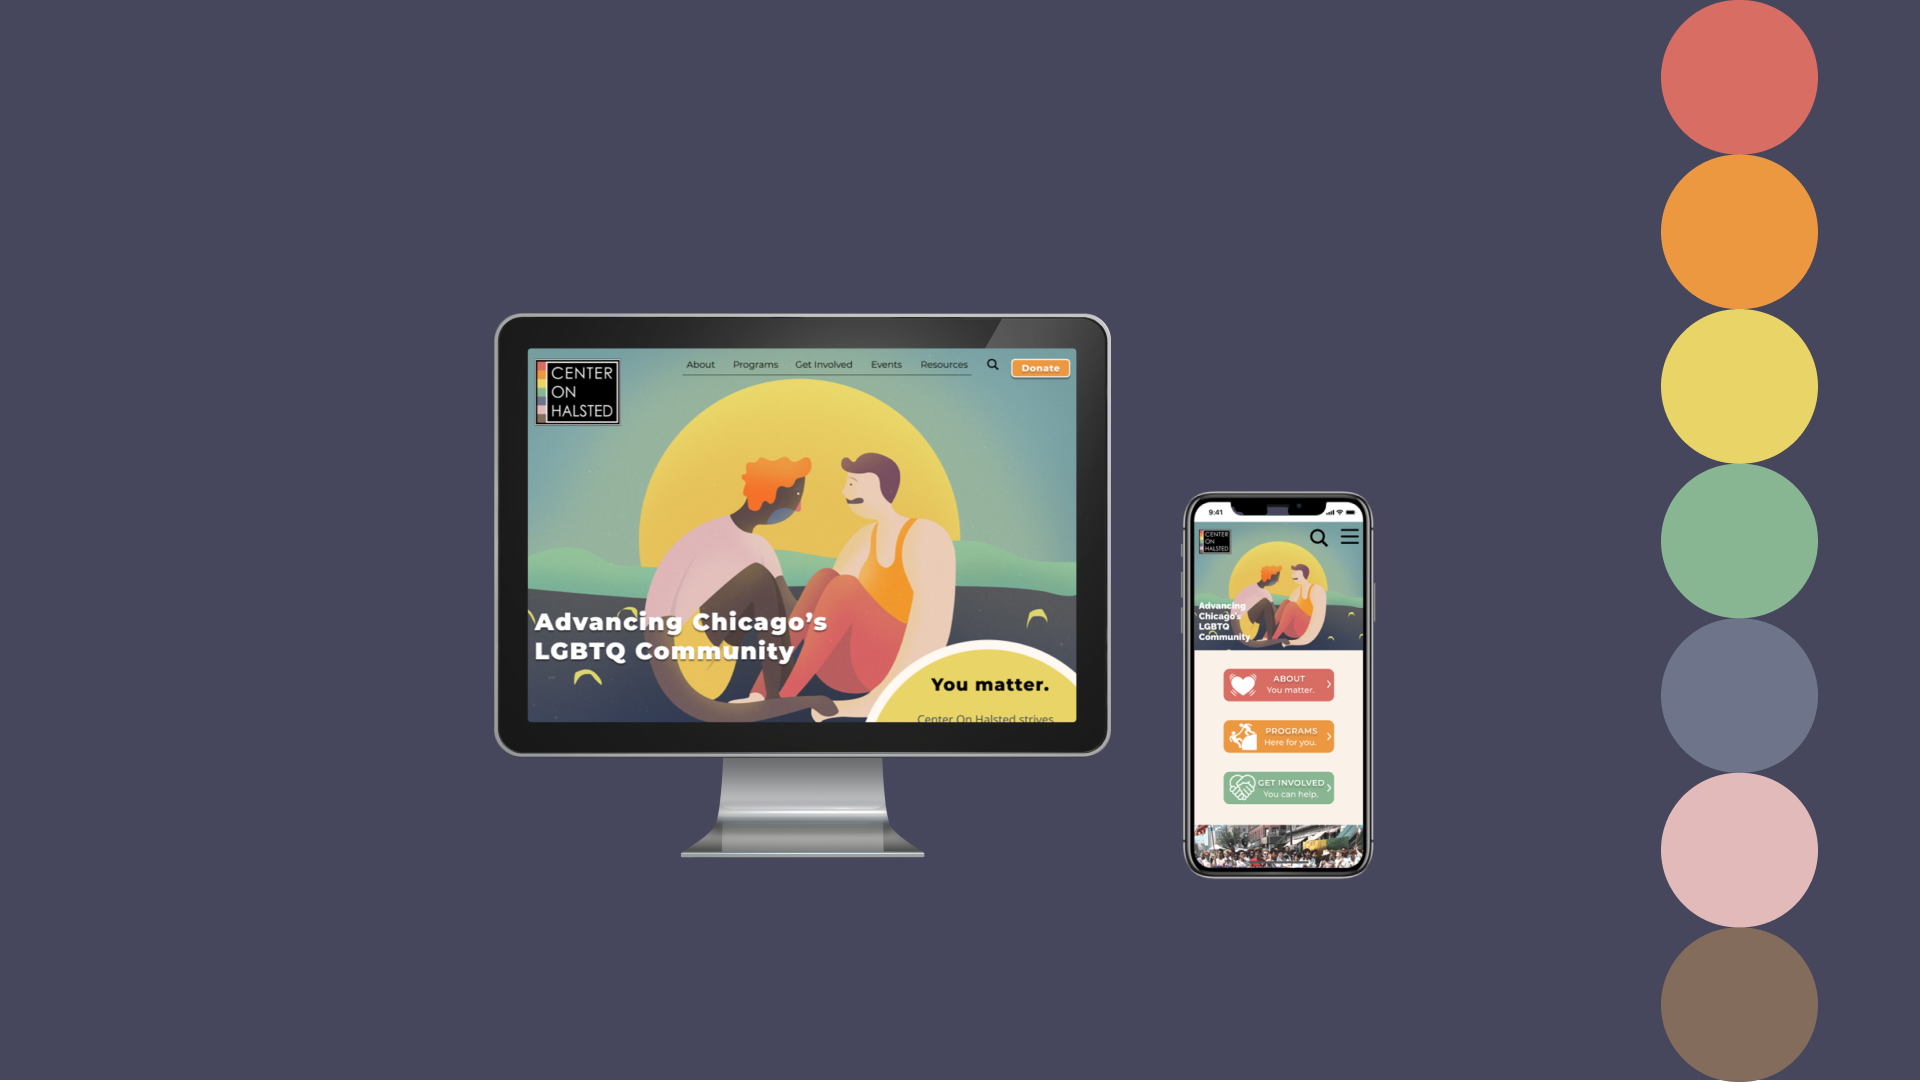 CENTER
ON
HALSTED
About Programs Get Involved Events Resources Donate
Advancing Chicago’s
LGBTQ Community
You matter.
Center On Halsted strives
9:41
CENTER
ON
HALSTED
Advancing
Chicago's
LGBTQ
Community
ABOUT
You matter.
PROGRAMS
Here for you.
GET INVOLVED
You can help.